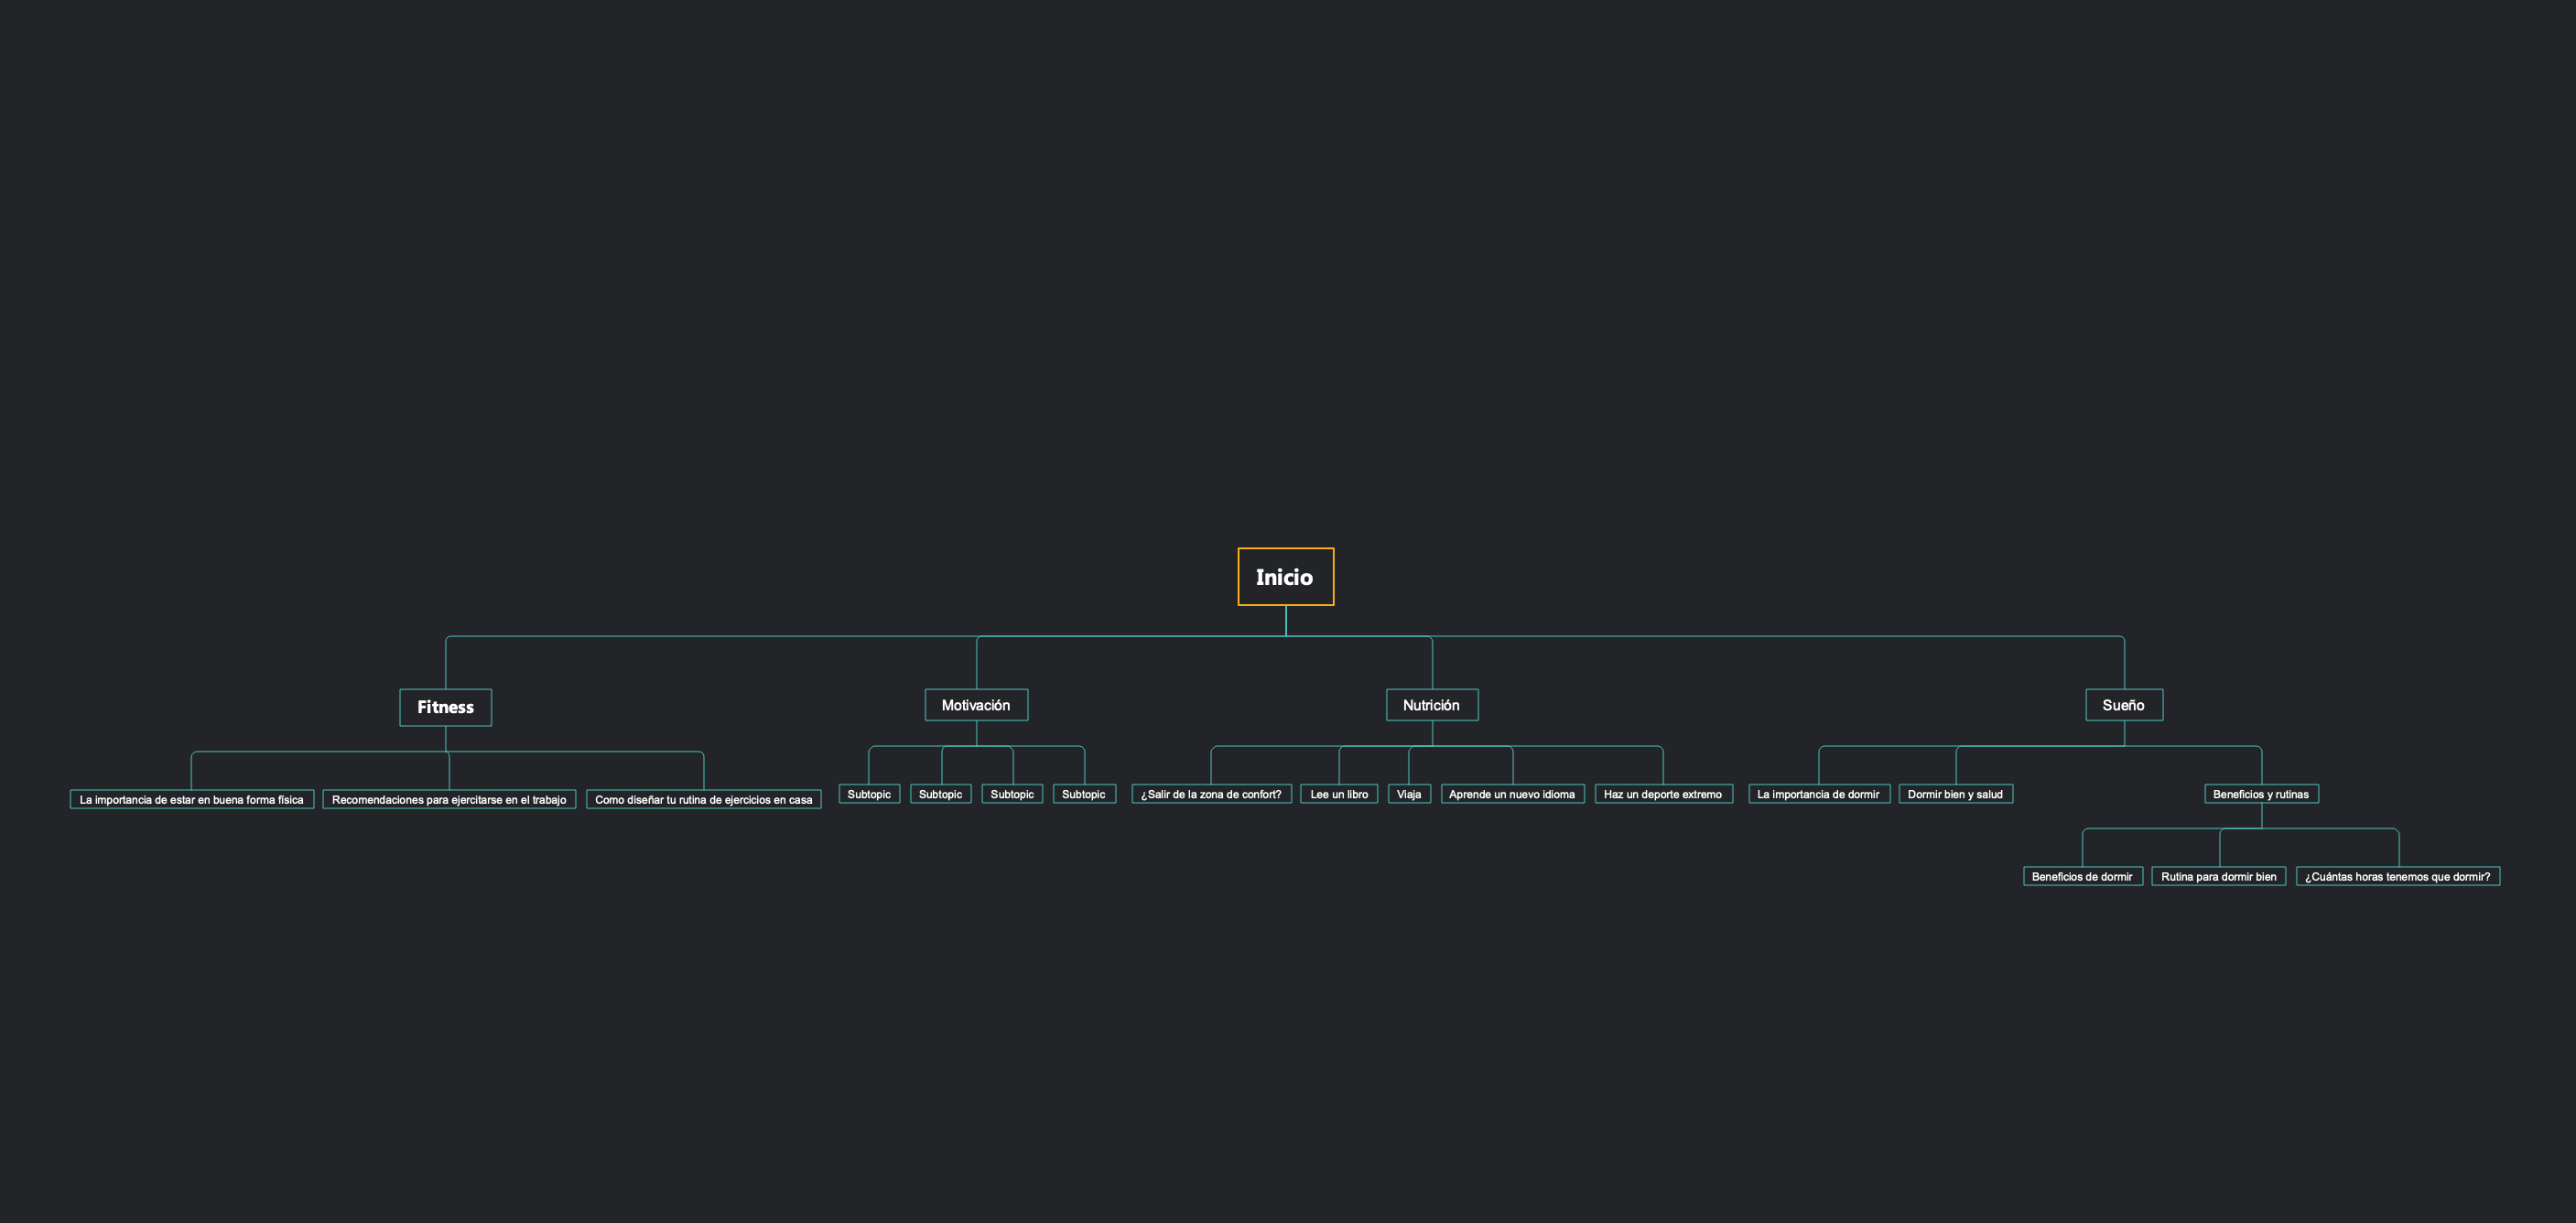 Inicio
Fitness
Motivación
Nutrición
Sueño
La importancia de estar en buena forma física
Recomendaciones para ejercitarse en el trabajo
Como diseñar tu rutina de ejercicios en casa
Subtopic
Subtopic
Subtopic
Subtopic
¿Salir de la zona de confort?
Lee un libro
Viaja
Aprende un nuevo idioma
Haz un deporte extremo
La importancia de dormir
Dormir bien y salud
Beneficios y rutinas
Beneficios de dormir
Rutina para dormir bien
¿Cuántas horas tenemos que dormir?